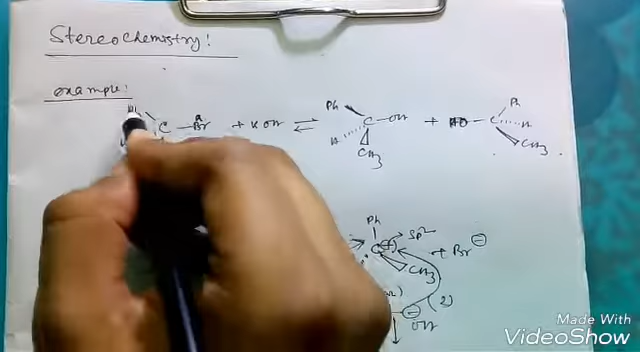 Stereochemistry!
example!
C — Br + KOH ⇌ Ph C — OH H CH3 + HO — C Ph H CH3
Ph
C + sp2 + Br −
CH3
2)
− OH
Made With
VideoShow